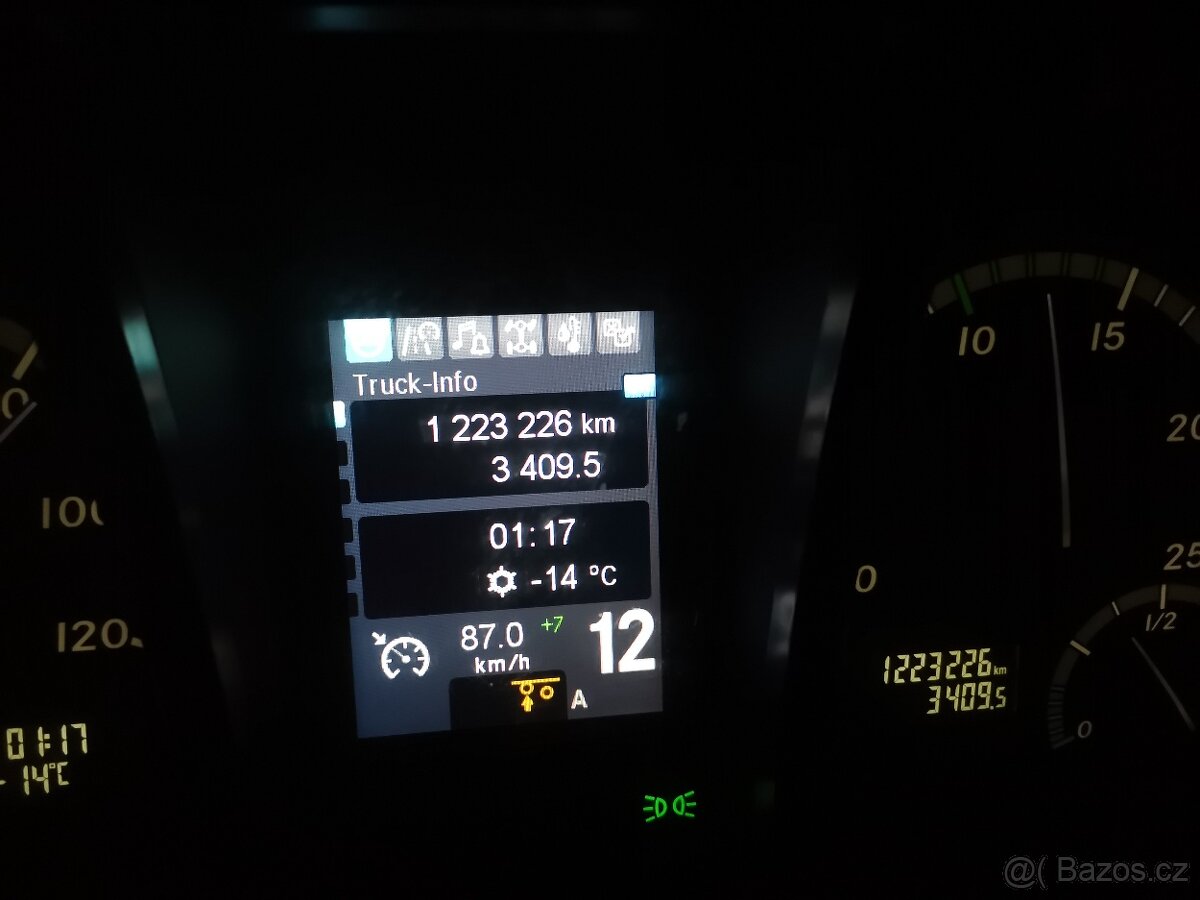 Truck-Info
1 223 226 km
3 409.5
01:17
-14 °C
87.0 +7
km/h
12
A
100
120
01:17
-14°C
10
15
20
25
0
1/2
0
1223226 km
3409.5
@( Bazos.cz